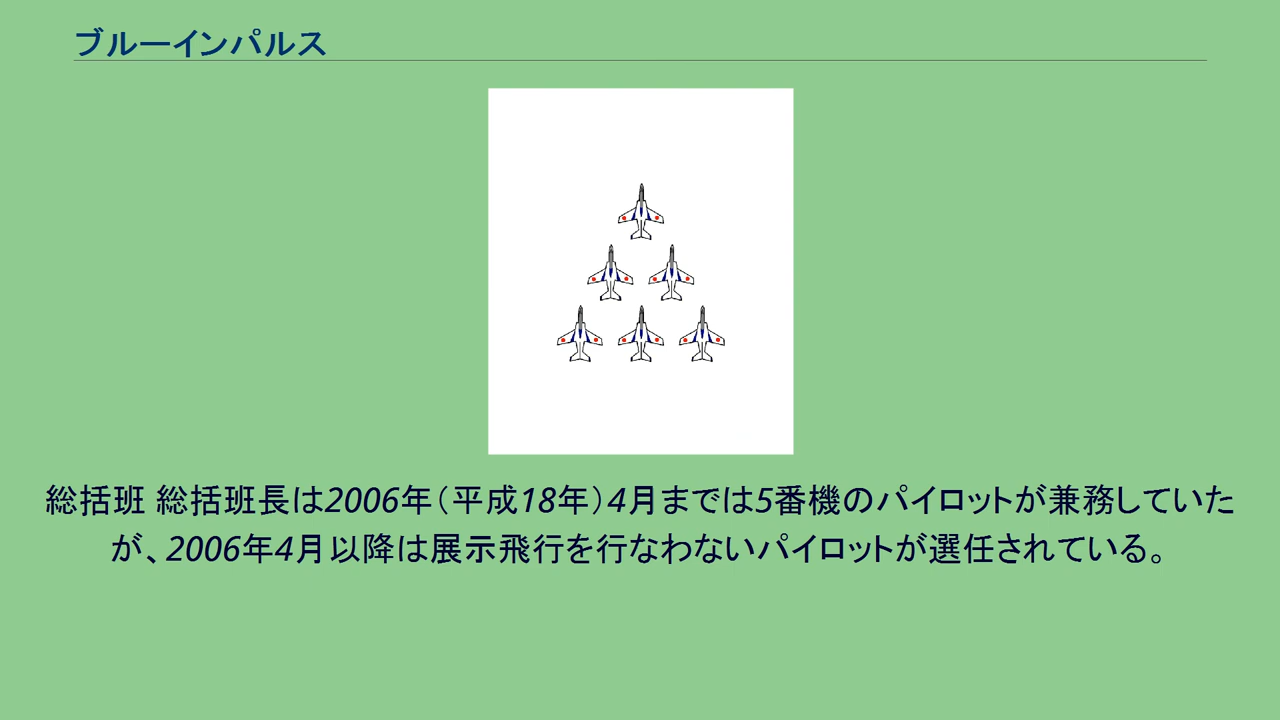 ブルーインパルス
総括班 総括班長は2006年（平成18年）4月までは5番機のパイロットが兼務していた
が、2006年4月以降は展示飛行を行なわないパイロットが選任されている。